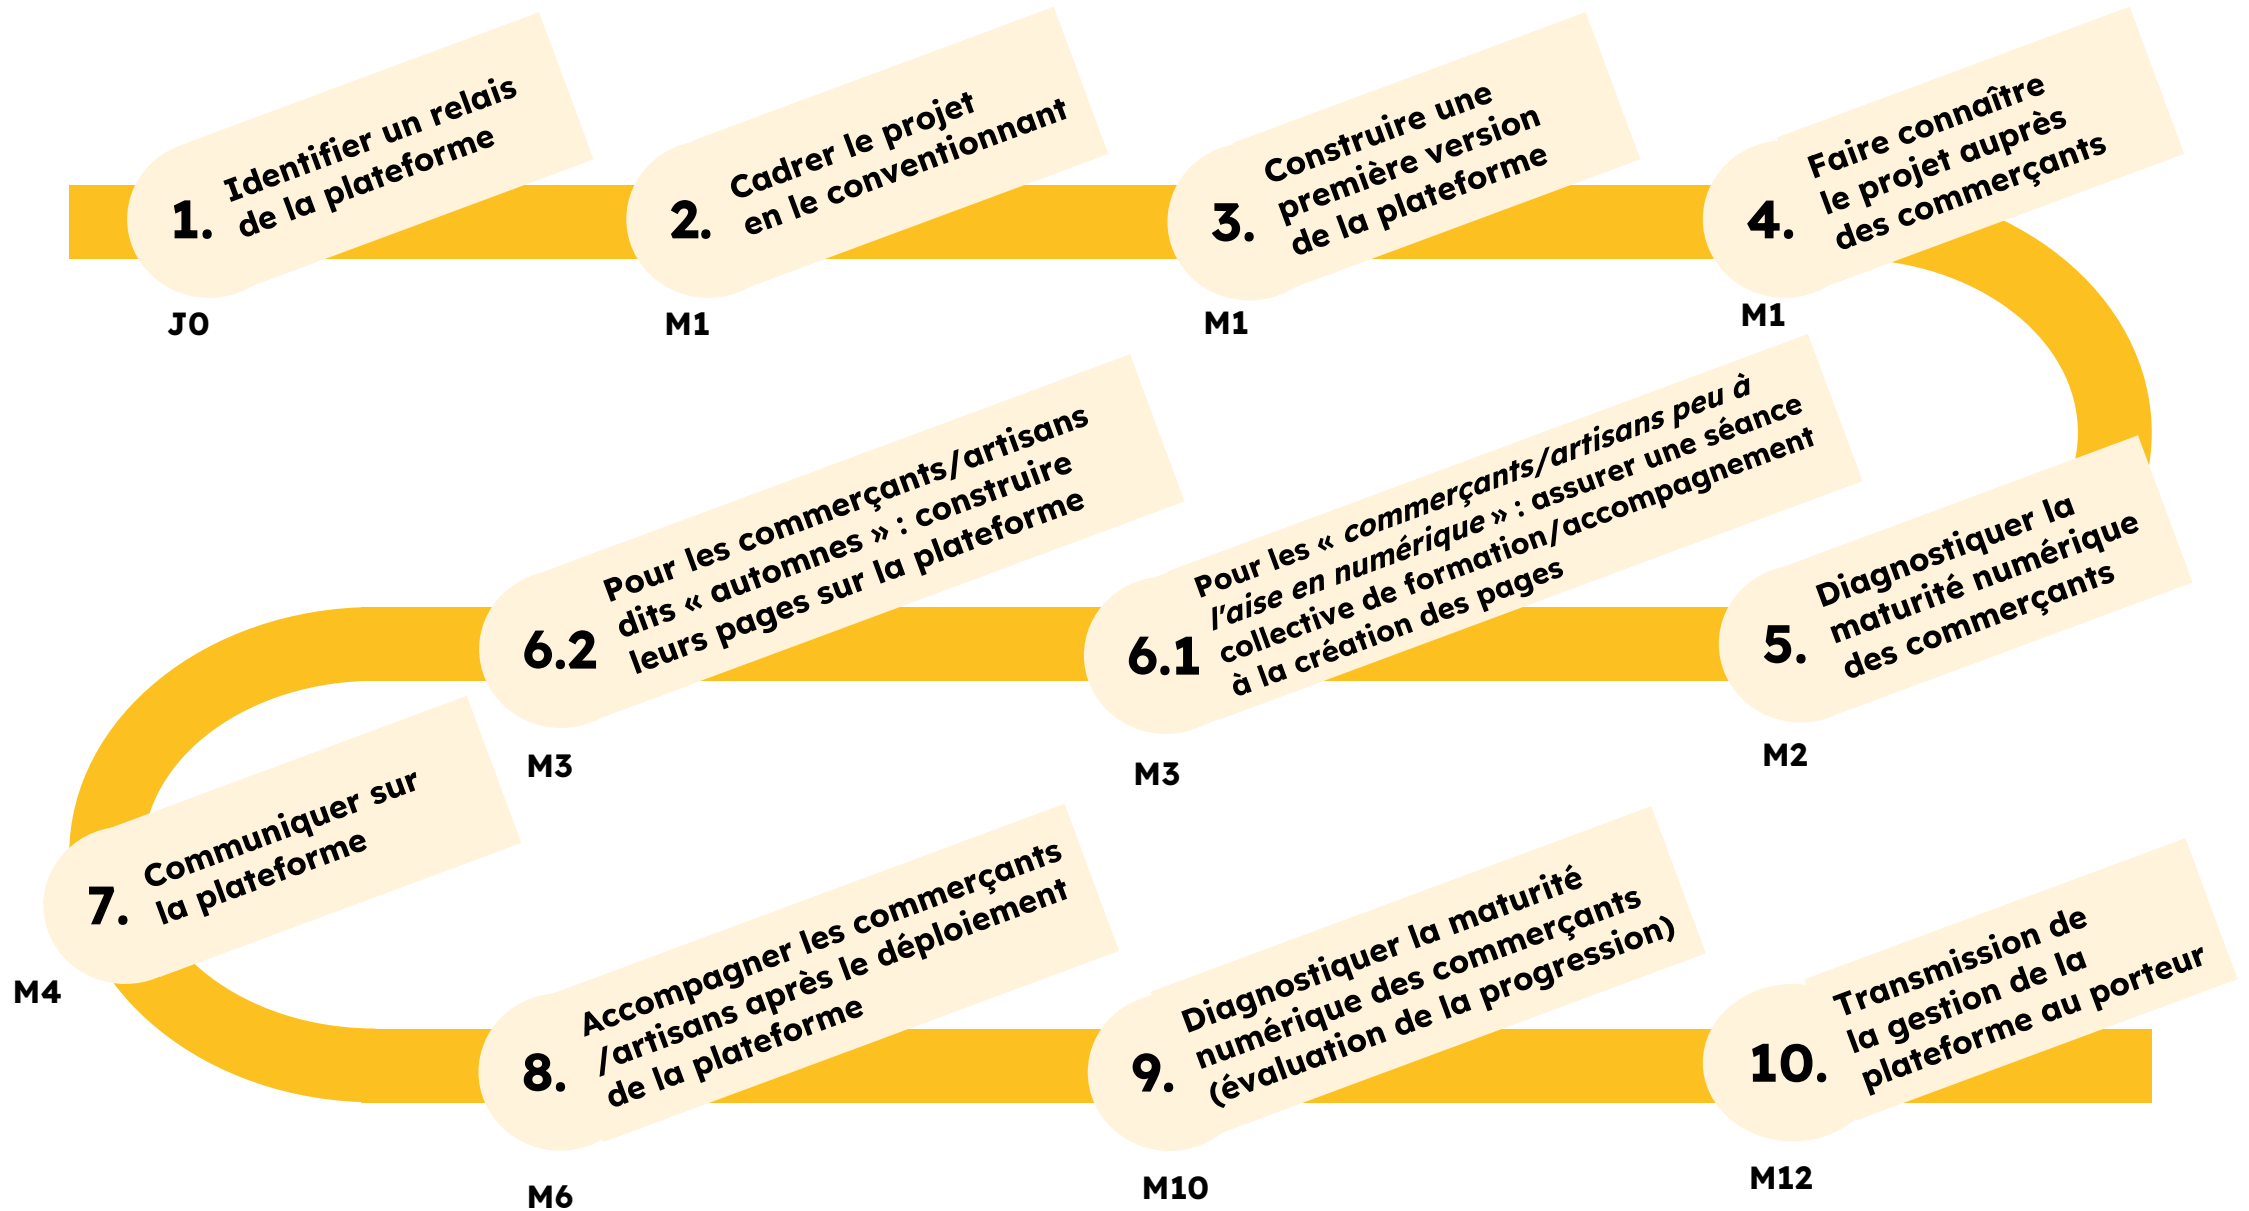 1.
Identifier un relais
de la plateforme
J0
2.
Cadrer le projet
en le conventionnant
M1
3.
Construire une
première version
de la plateforme
M1
4.
Faire connaître
le projet auprès
des commerçants
M1
5.
Diagnostiquer la
maturité numérique
des commerçants
M2
6.1
Pour les « commerçants/artisans peu à
l'aise en numérique » : assurer une séance
collective de formation/accompagnement
à la création des pages
M3
6.2
Pour les commerçants/artisans
dits « automnes » : construire
leurs pages sur la plateforme
M3
7.
Communiquer sur
la plateforme
M4
8.
Accompagner les commerçants
/artisans après le déploiement
de la plateforme
M6
9.
Diagnostiquer la maturité
numérique des commerçants
(évaluation de la progression)
M10
10.
Transmission de
la gestion de la
plateforme au porteur
M12